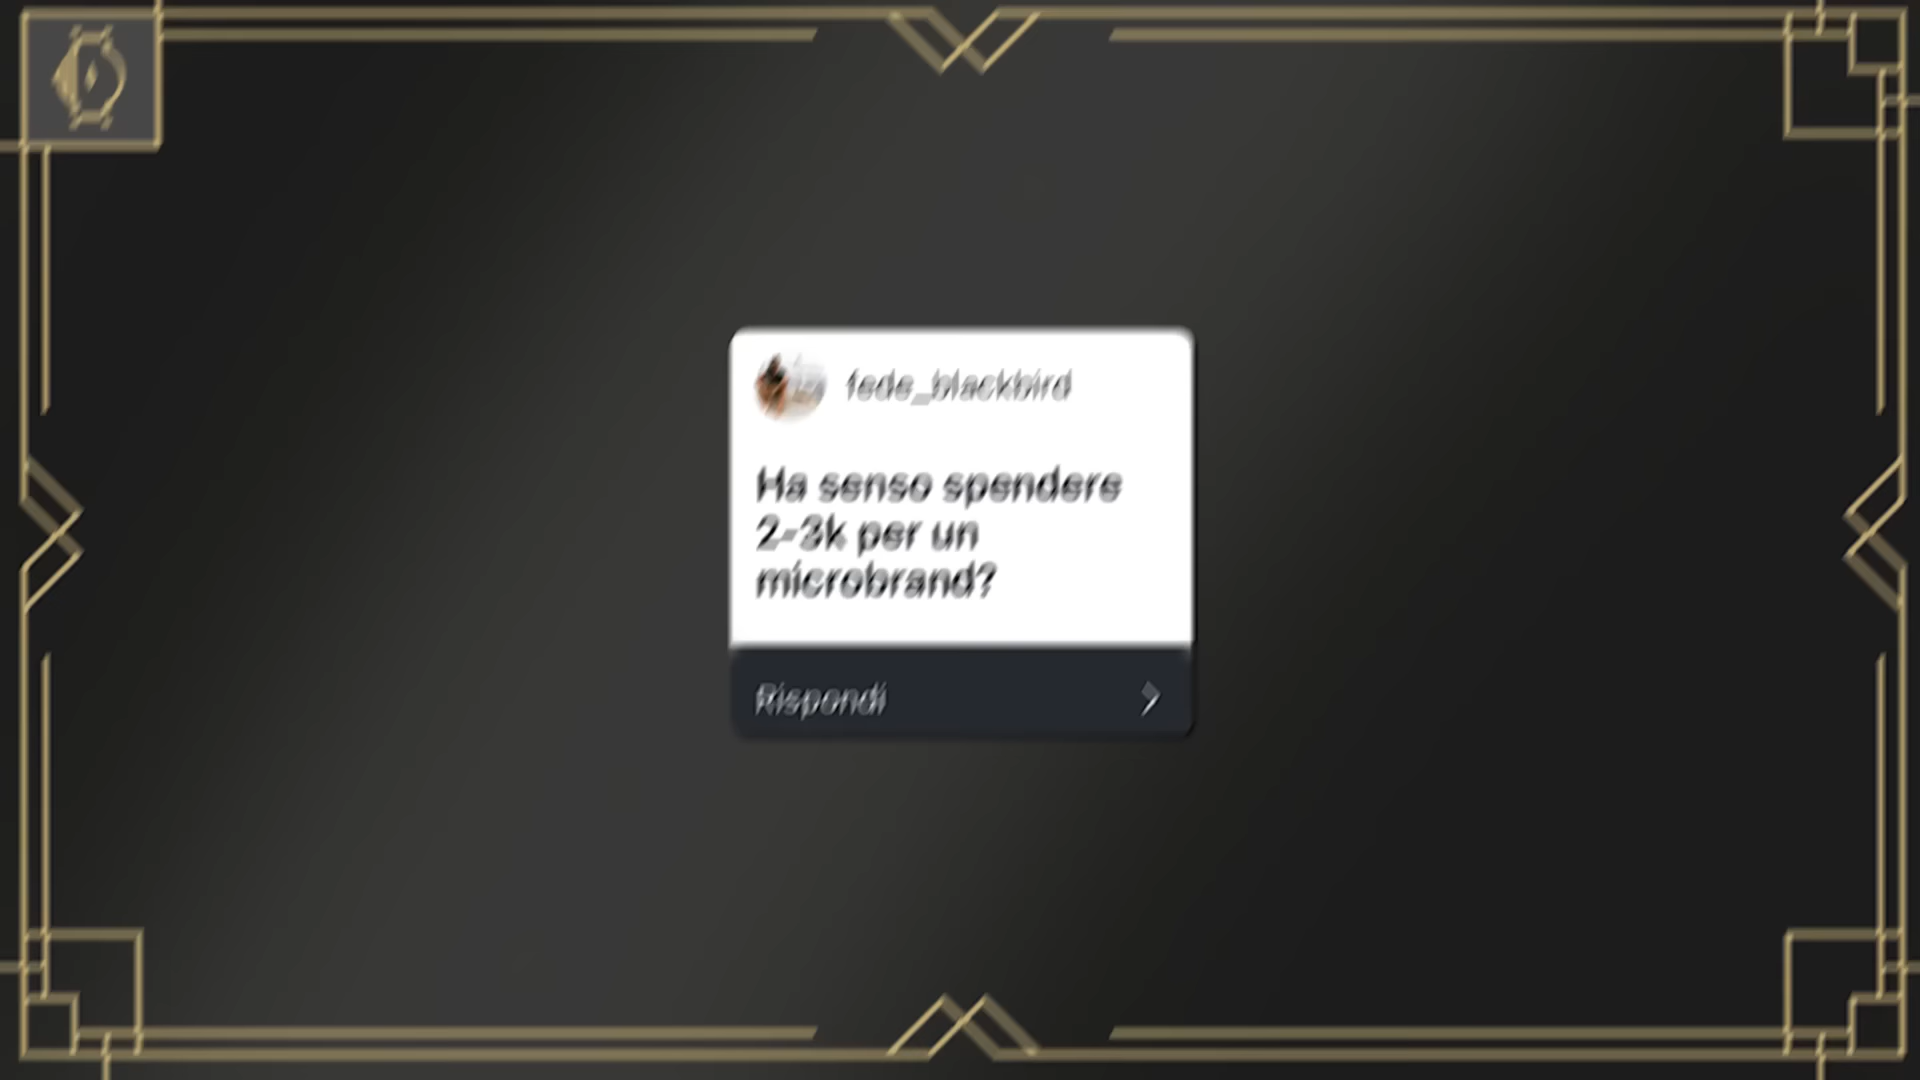 fede_blackbird
Ha senso spendere
2-3k per un
microbrand?
Rispondi